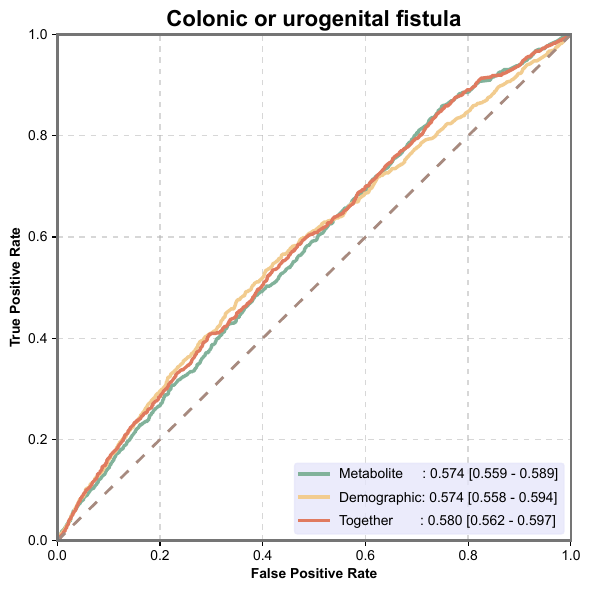 Colonic or urogenital fistula
True Positive Rate
1.0
0.8
0.6
0.4
0.2
0.0
Metabolite : 0.574 [0.559 - 0.589]
Demographic: 0.574 [0.558 - 0.594]
Together : 0.580 [0.562 - 0.597]
0.0 0.2 0.4 0.6 0.8 1.0
False Positive Rate